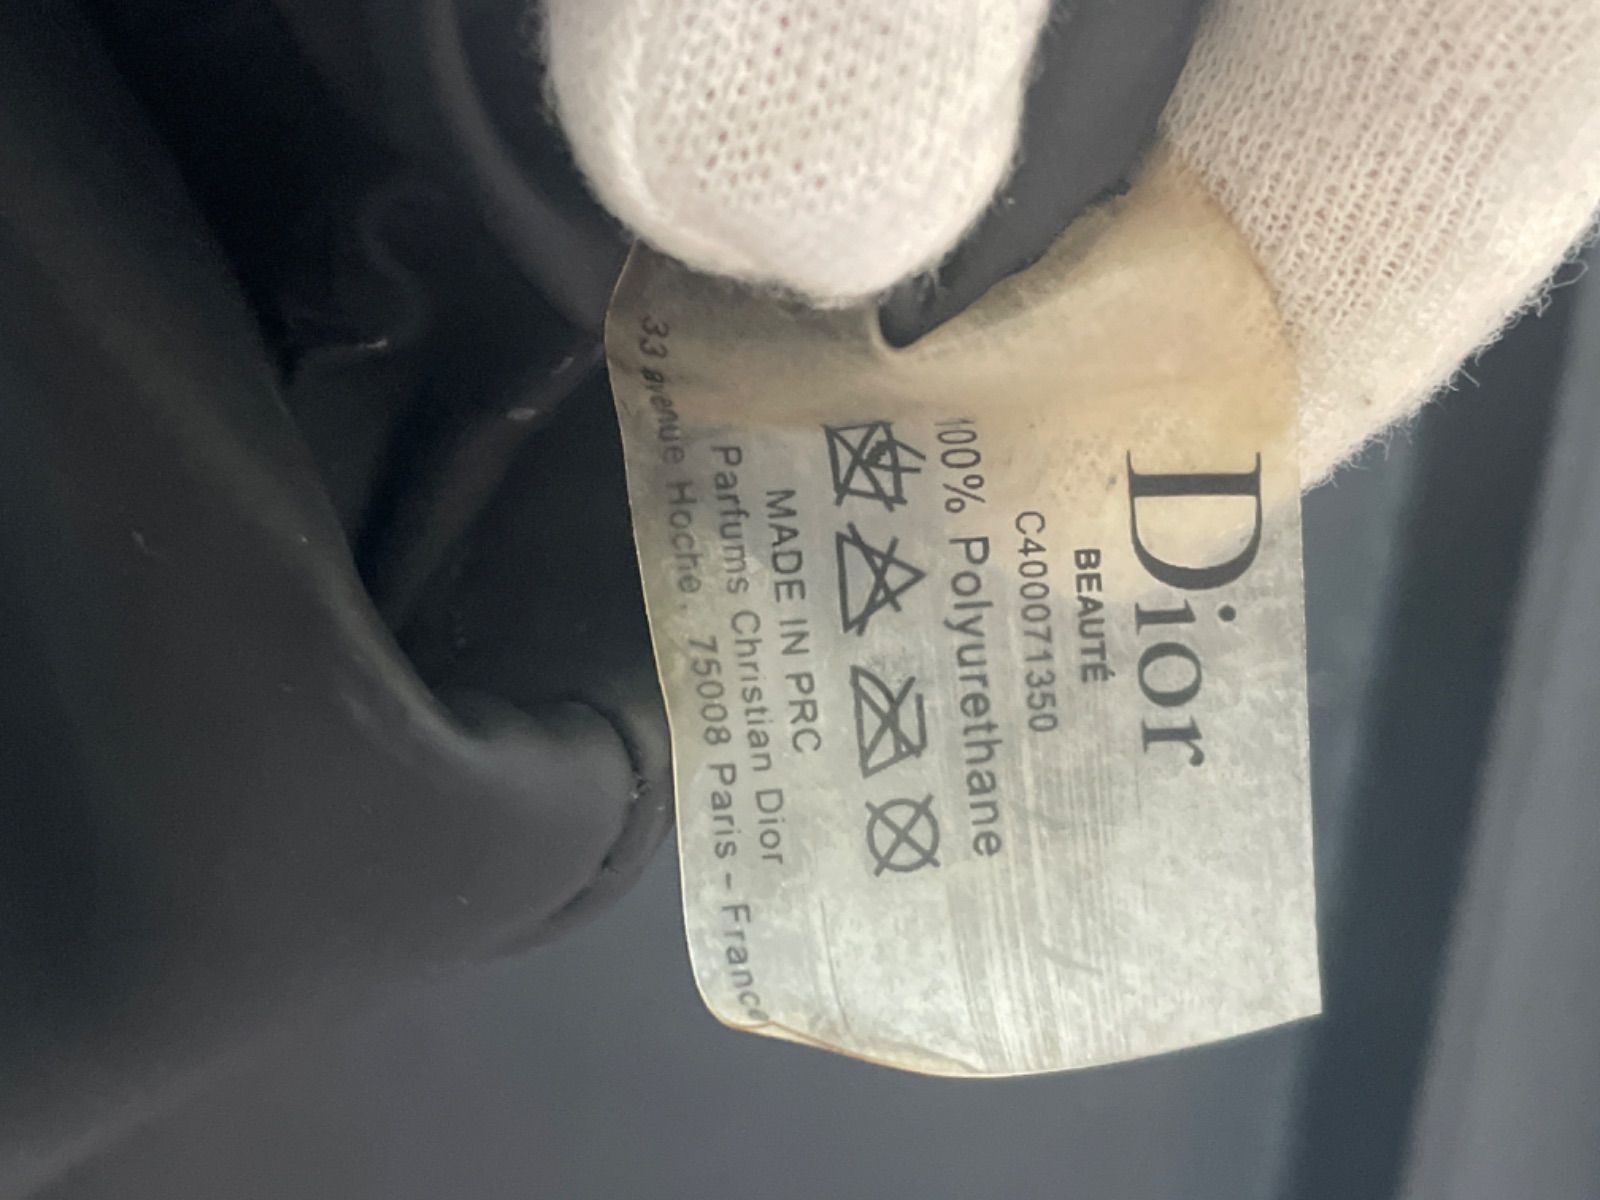 Dior
BEAUTÉ
C400071350
100% Polyurethane
MADE IN PRC
Parfums Christian Dior
33 avenue Hoche, 75008 Paris – France